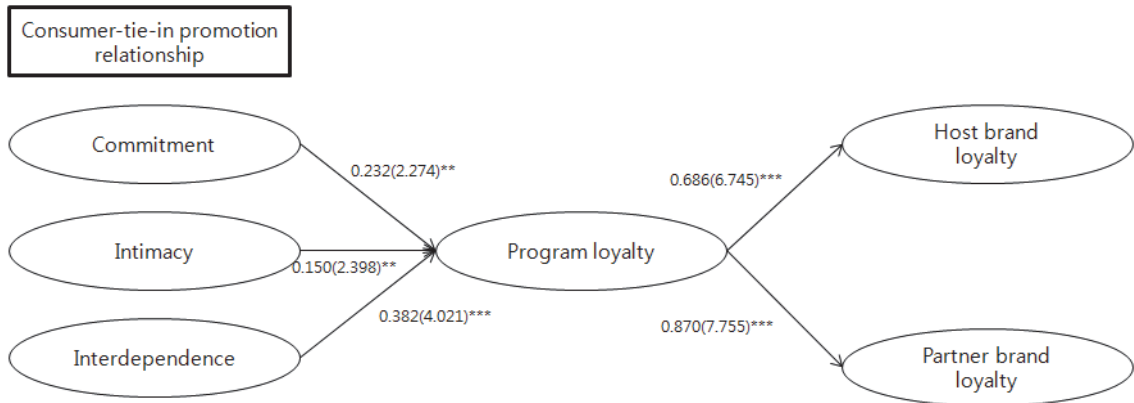 Consumer-tie-in promotion
relationship
Commitment
0.232(2.274)**
Intimacy
0.150(2.398)**
Interdependence
0.382(4.021)***
Program loyalty
0.686(6.745)***
0.870(7.755)***
Host brand
loyalty
Partner brand
loyalty